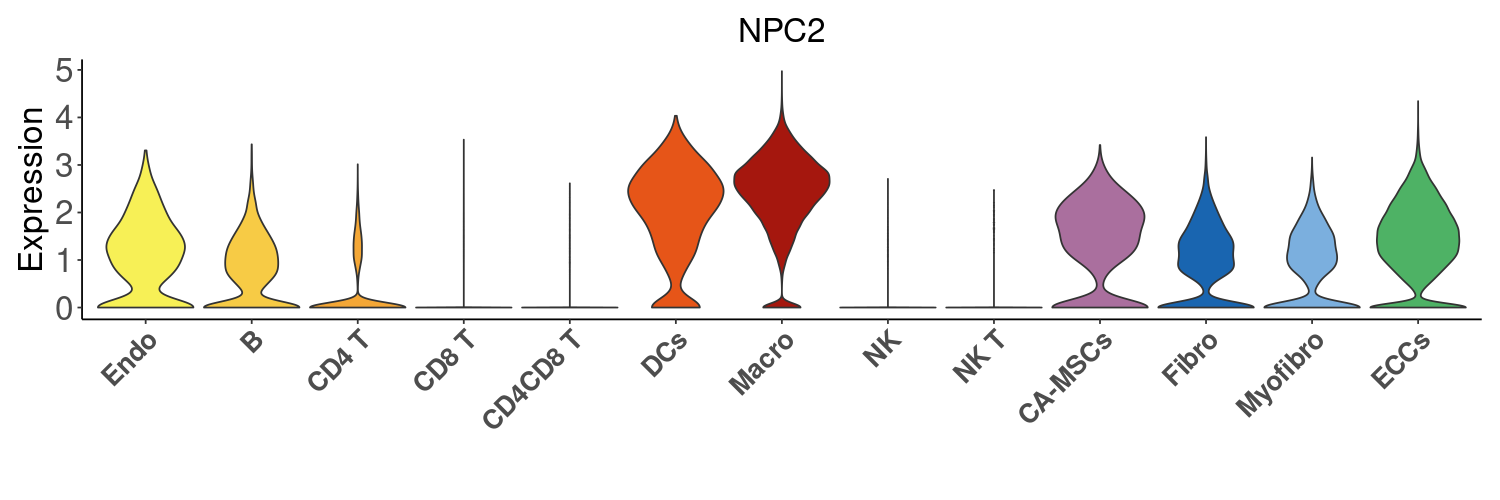 NPC2
Expression
5
4
3
2
1
0
Endo
B
CD4 T
CD8 T
CD4CD8 T
DCs
Macro
NK
NK T
CA-MSCs
Fibro
Myofibro
ECCs